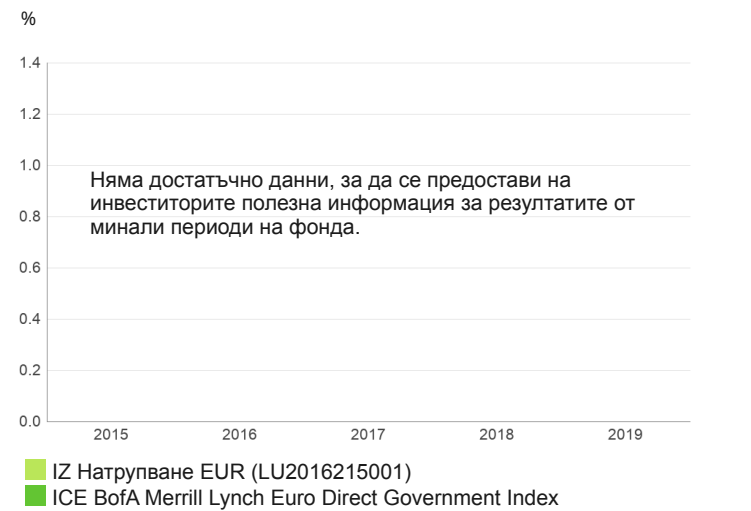 %
1.4
1.2
1.0
Няма достатъчно данни, за да се предостави на
инвеститорите полезна информация за резултатите от
0.8
минали периоди на фонда.
0.6
0.4
0.2
0.0
2015 2016 2017 2018 2019
IZ Натрупване EUR (LU2016215001)
ICE BofA Merrill Lynch Euro Direct Government Index